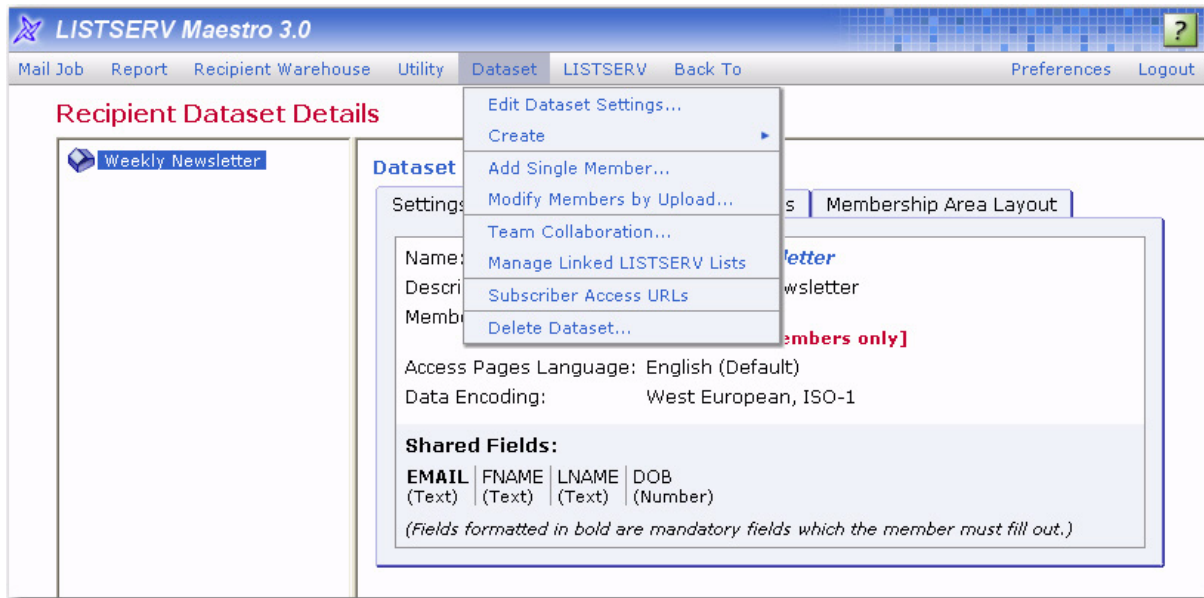 LISTSERV Maestro 3.0
?
Mail Job Report Recipient Warehouse Utility Dataset LISTSERV Back To Preferences Logout
Recipient Dataset Details
Weekly Newsletter
Edit Dataset Settings...
Create
Add Single Member...
Modify Members by Upload...
Team Collaboration...
Manage Linked LISTSERV Lists
Subscriber Access URLs
Delete Dataset...
Dataset
Settings s Membership Area Layout
Name: letter
Descri wsletter
Memb
embers only]
Access Pages Language: English (Default)
Data Encoding: West European, ISO-1
Shared Fields:
EMAIL FNAME LNAME DOB
(Text) (Text) (Text) (Number)
(Fields formatted in bold are mandatory fields which the member must fill out.)